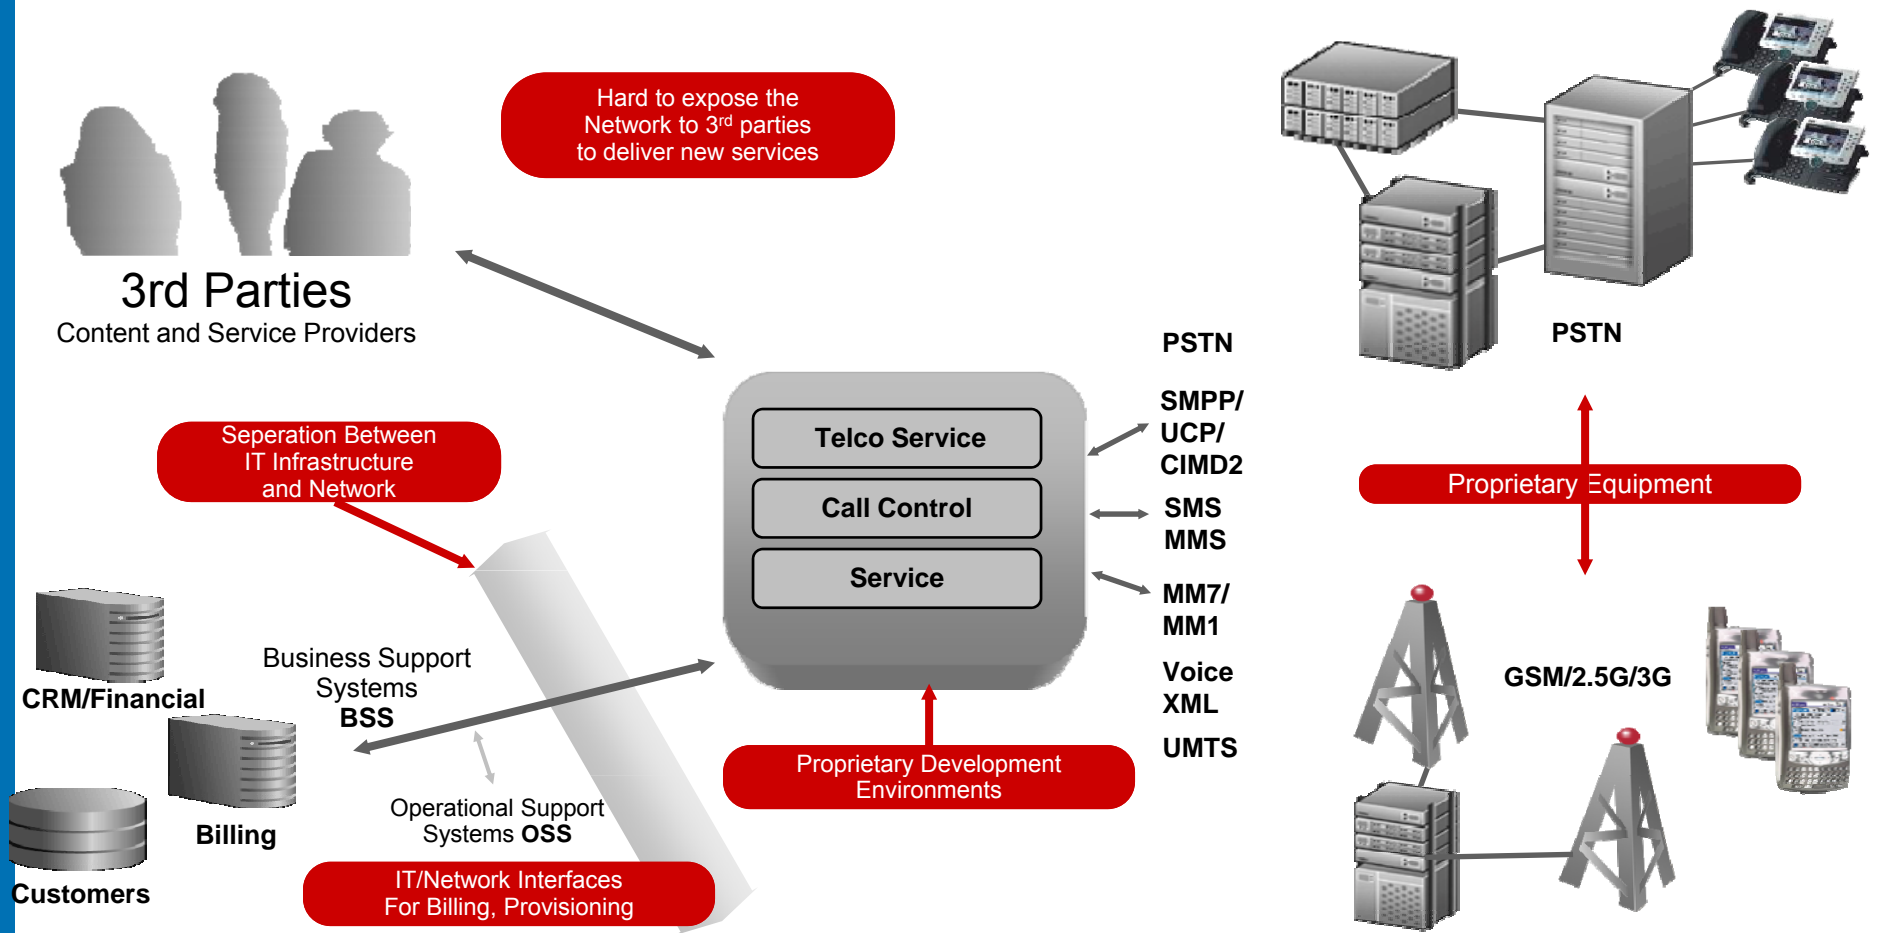 Hard to expose the
Network to 3rd parties
to deliver new services
3rd Parties
Content and Service Providers
PSTN
PSTN
SMPP/
UCP/
CIMD2
Telco Service
Seperation Between
IT Infrastructure
and Network
Proprietary Equipment
Call Control
SMS
MMS
Service
MM7/
MM1
Business Support
Systems
BSS
CRM/Financial
Voice
XML
GSM/2.5G/3G
UMTS
Proprietary Development
Environments
Operational Support
Systems OSS
Billing
IT/Network Interfaces
For Billing, Provisioning
Customers